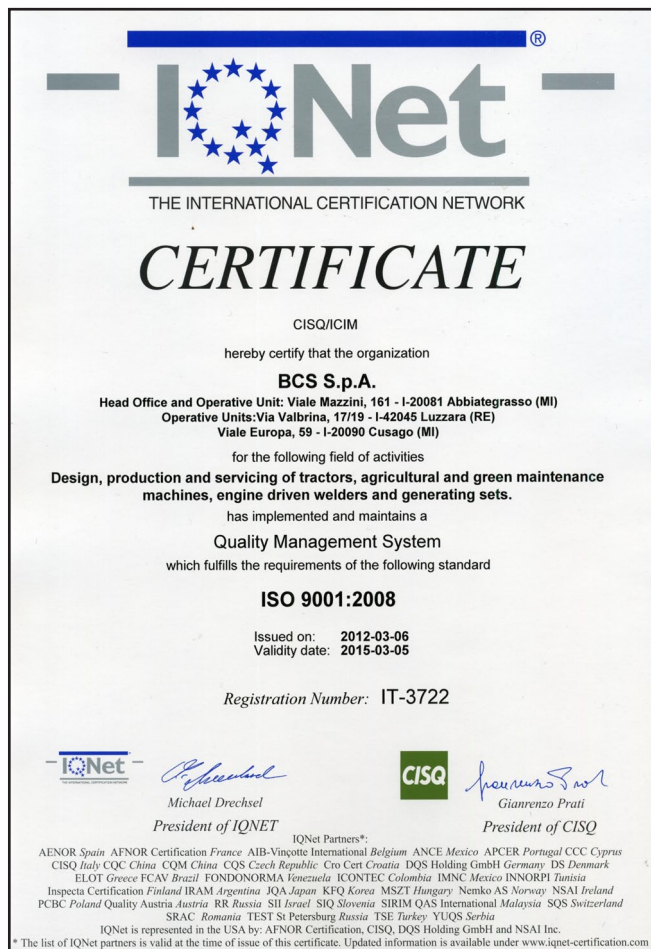 IQNet®
THE INTERNATIONAL CERTIFICATION NETWORK
CERTIFICATE
CISQ/ICIM
hereby certify that the organization
BCS S.p.A.
Head Office and Operative Unit: Viale Mazzini, 161 - I-20081 Abbiategrasso (MI)
Operative Units:Via Valbrina, 17/19 - I-42045 Luzzara (RE)
Viale Europa, 59 - I-20090 Cusago (MI)
for the following field of activities
Design, production and servicing of tractors, agricultural and green maintenance
machines, engine driven welders and generating sets.
has implemented and maintains a
Quality Management System
which fulfills the requirements of the following standard
ISO 9001:2008
Issued on: 2012-03-06
Validity date: 2015-03-05
Registration Number: IT-3722
IQNet
THE INTERNATIONAL CERTIFICATION NETWORK
Michael Drechsel
President of IQNET
CISQ
Gianrenzo Prati
President of CISQ
IQNet Partners*:
AENOR Spain AFNOR Certification France AIB-Vinçotte International Belgium ANCE Mexico APCER Portugal CCC Cyprus
CISQ Italy CQC China CQM China CQS Czech Republic Cro Cert Croatia DQS Holding GmbH Germany DS Denmark
ELOT Greece FCAV Brazil FONDONORMA Venezuela ICONTEC Colombia IMNC Mexico INNORPI Tunisia
Inspecta Certification Finland IRAM Argentina JQA Japan KFQ Korea MSZT Hungary Nemko AS Norway NSAI Ireland
PCBC Poland Quality Austria Austria RR Russia SII Israel SIQ Slovenia SIRIM QAS International Malaysia SQS Switzerland
SRAC Romania TEST St Petersburg Russia TSE Turkey YUQS Serbia
IQNet is represented in the USA by: AFNOR Certification, CISQ, DQS Holding GmbH and NSAI Inc.
* The list of IQNet partners is valid at the time of issue of this certificate. Updated information is available under www.iqnet-certification.com